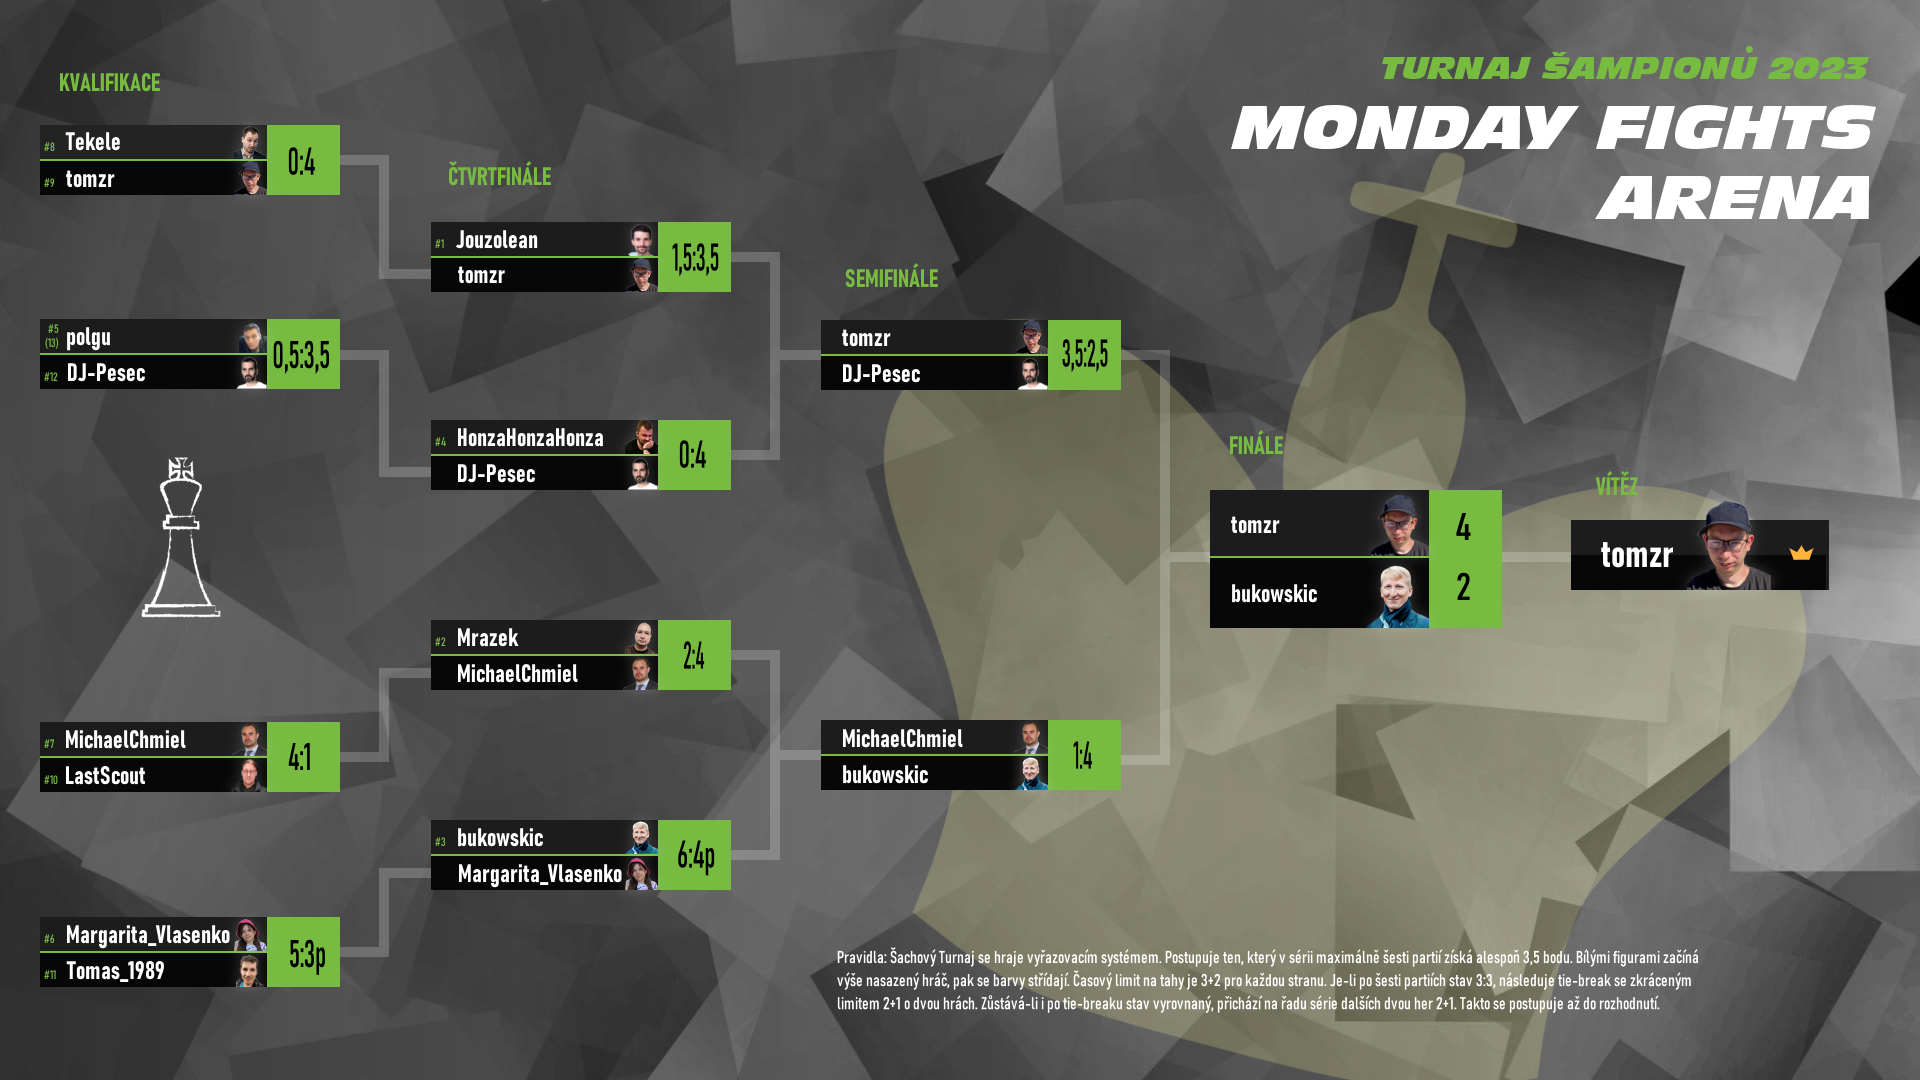 TURNAJ ŠAMPIONŮ 2023
MONDAY FIGHTS
ARENA
KVALIFIKACE
#8 Tekele
0:4
#9 tomzr
#5
(13)
polgu
0,5:3,5
#12 DJ-Pesec
#7 MichaelChmiel
4:1
#10 LastScout
#6 Margarita_Vlasenko
5:3p
#11 Tomas_1989
ČTVRTFINÁLE
#1 Jouzolean
1,5:3,5
tomzr
#4 HonzaHonzaHonza
0:4
DJ-Pesec
#2 Mrazek
2:4
MichaelChmiel
#3 bukowskic
6:4p
Margarita_Vlasenko
SEMIFINÁLE
tomzr
3,5:2,5
DJ-Pesec
MichaelChmiel
1:4
bukowskic
FINÁLE
tomzr 4
bukowskic 2
VÍTĚZ
tomzr
Pravidla: Šachový Turnaj se hraje vyřazovacím systémem. Postupuje ten, který v sérii maximálně šesti partií získá alespoň 3,5 bodu. Bílými figurami začíná
výše nasazený hráč, pak se barvy střídají. Časový limit na tahy je 3+2 pro každou stranu. Je-li po šesti partiích stav 3:3, následuje tie-break se zkráceným
limitem 2+1 o dvou hrách. Zůstává-li i po tie-breaku stav vyrovnaný, přichází na řadu série dalších dvou her 2+1. Takto se postupuje až do rozhodnutí.